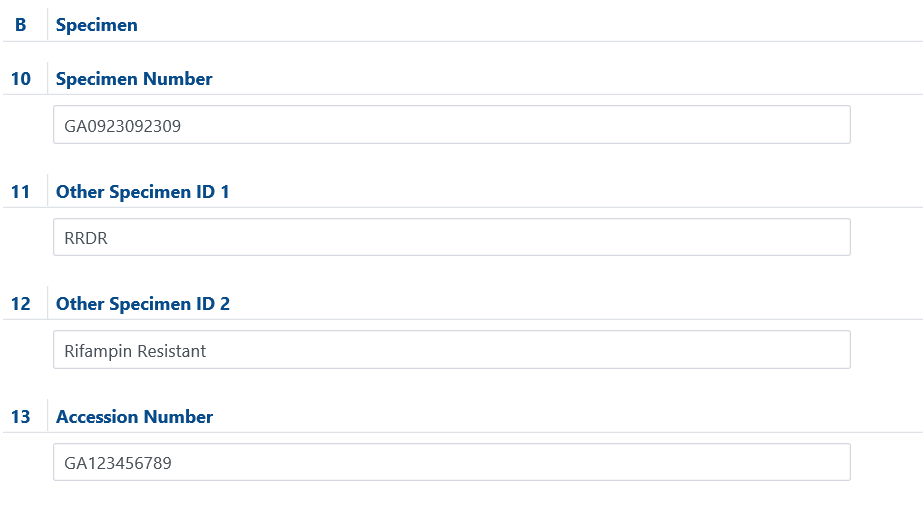 B Specimen
10 Specimen Number
GA0923092309
11 Other Specimen ID 1
RRDR
12 Other Specimen ID 2
Rifampin Resistant
13 Accession Number
GA123456789